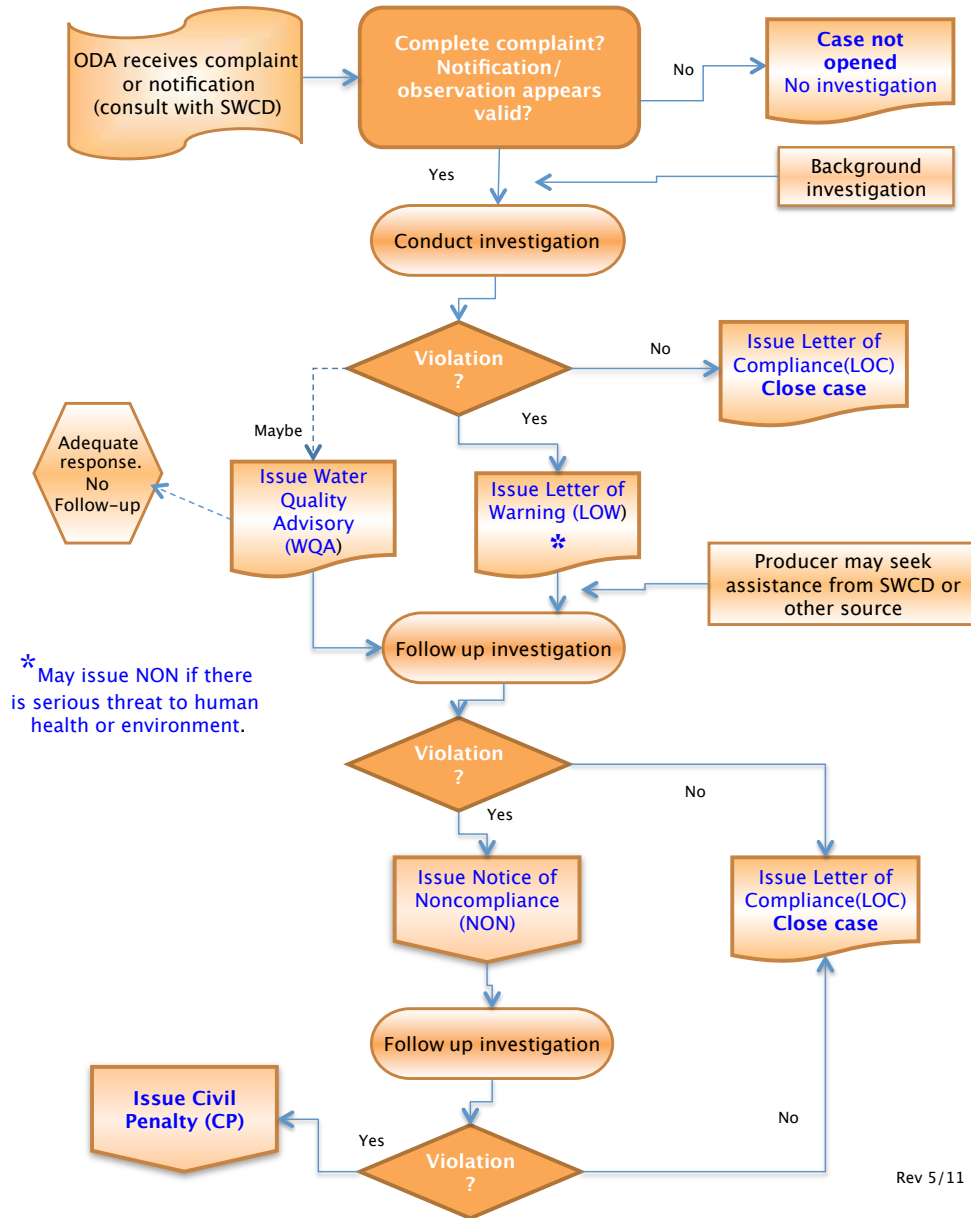 ODA receives complaint
or notification
(consult with SWCD)
Complete complaint?
Notification/
observation appears
valid?
No
Case not
opened
No investigation
Yes
Background
investigation
Conduct investigation
Violation
?
No
Issue Letter of
Compliance(LOC)
Close case
Maybe
Yes
Adequate
response.
No
Follow-up
Issue Water
Quality
Advisory
(WQA)
Issue Letter of
Warning (LOW)
*
Producer may seek
assistance from SWCD or
other source
Follow up investigation
*May issue NON if there
is serious threat to human
health or environment.
Violation
?
No
Yes
Issue Notice of
Noncompliance
(NON)
Issue Letter of
Compliance(LOC)
Close case
Follow up investigation
Issue Civil
Penalty (CP)
Yes
Violation
?
No
Rev 5/11